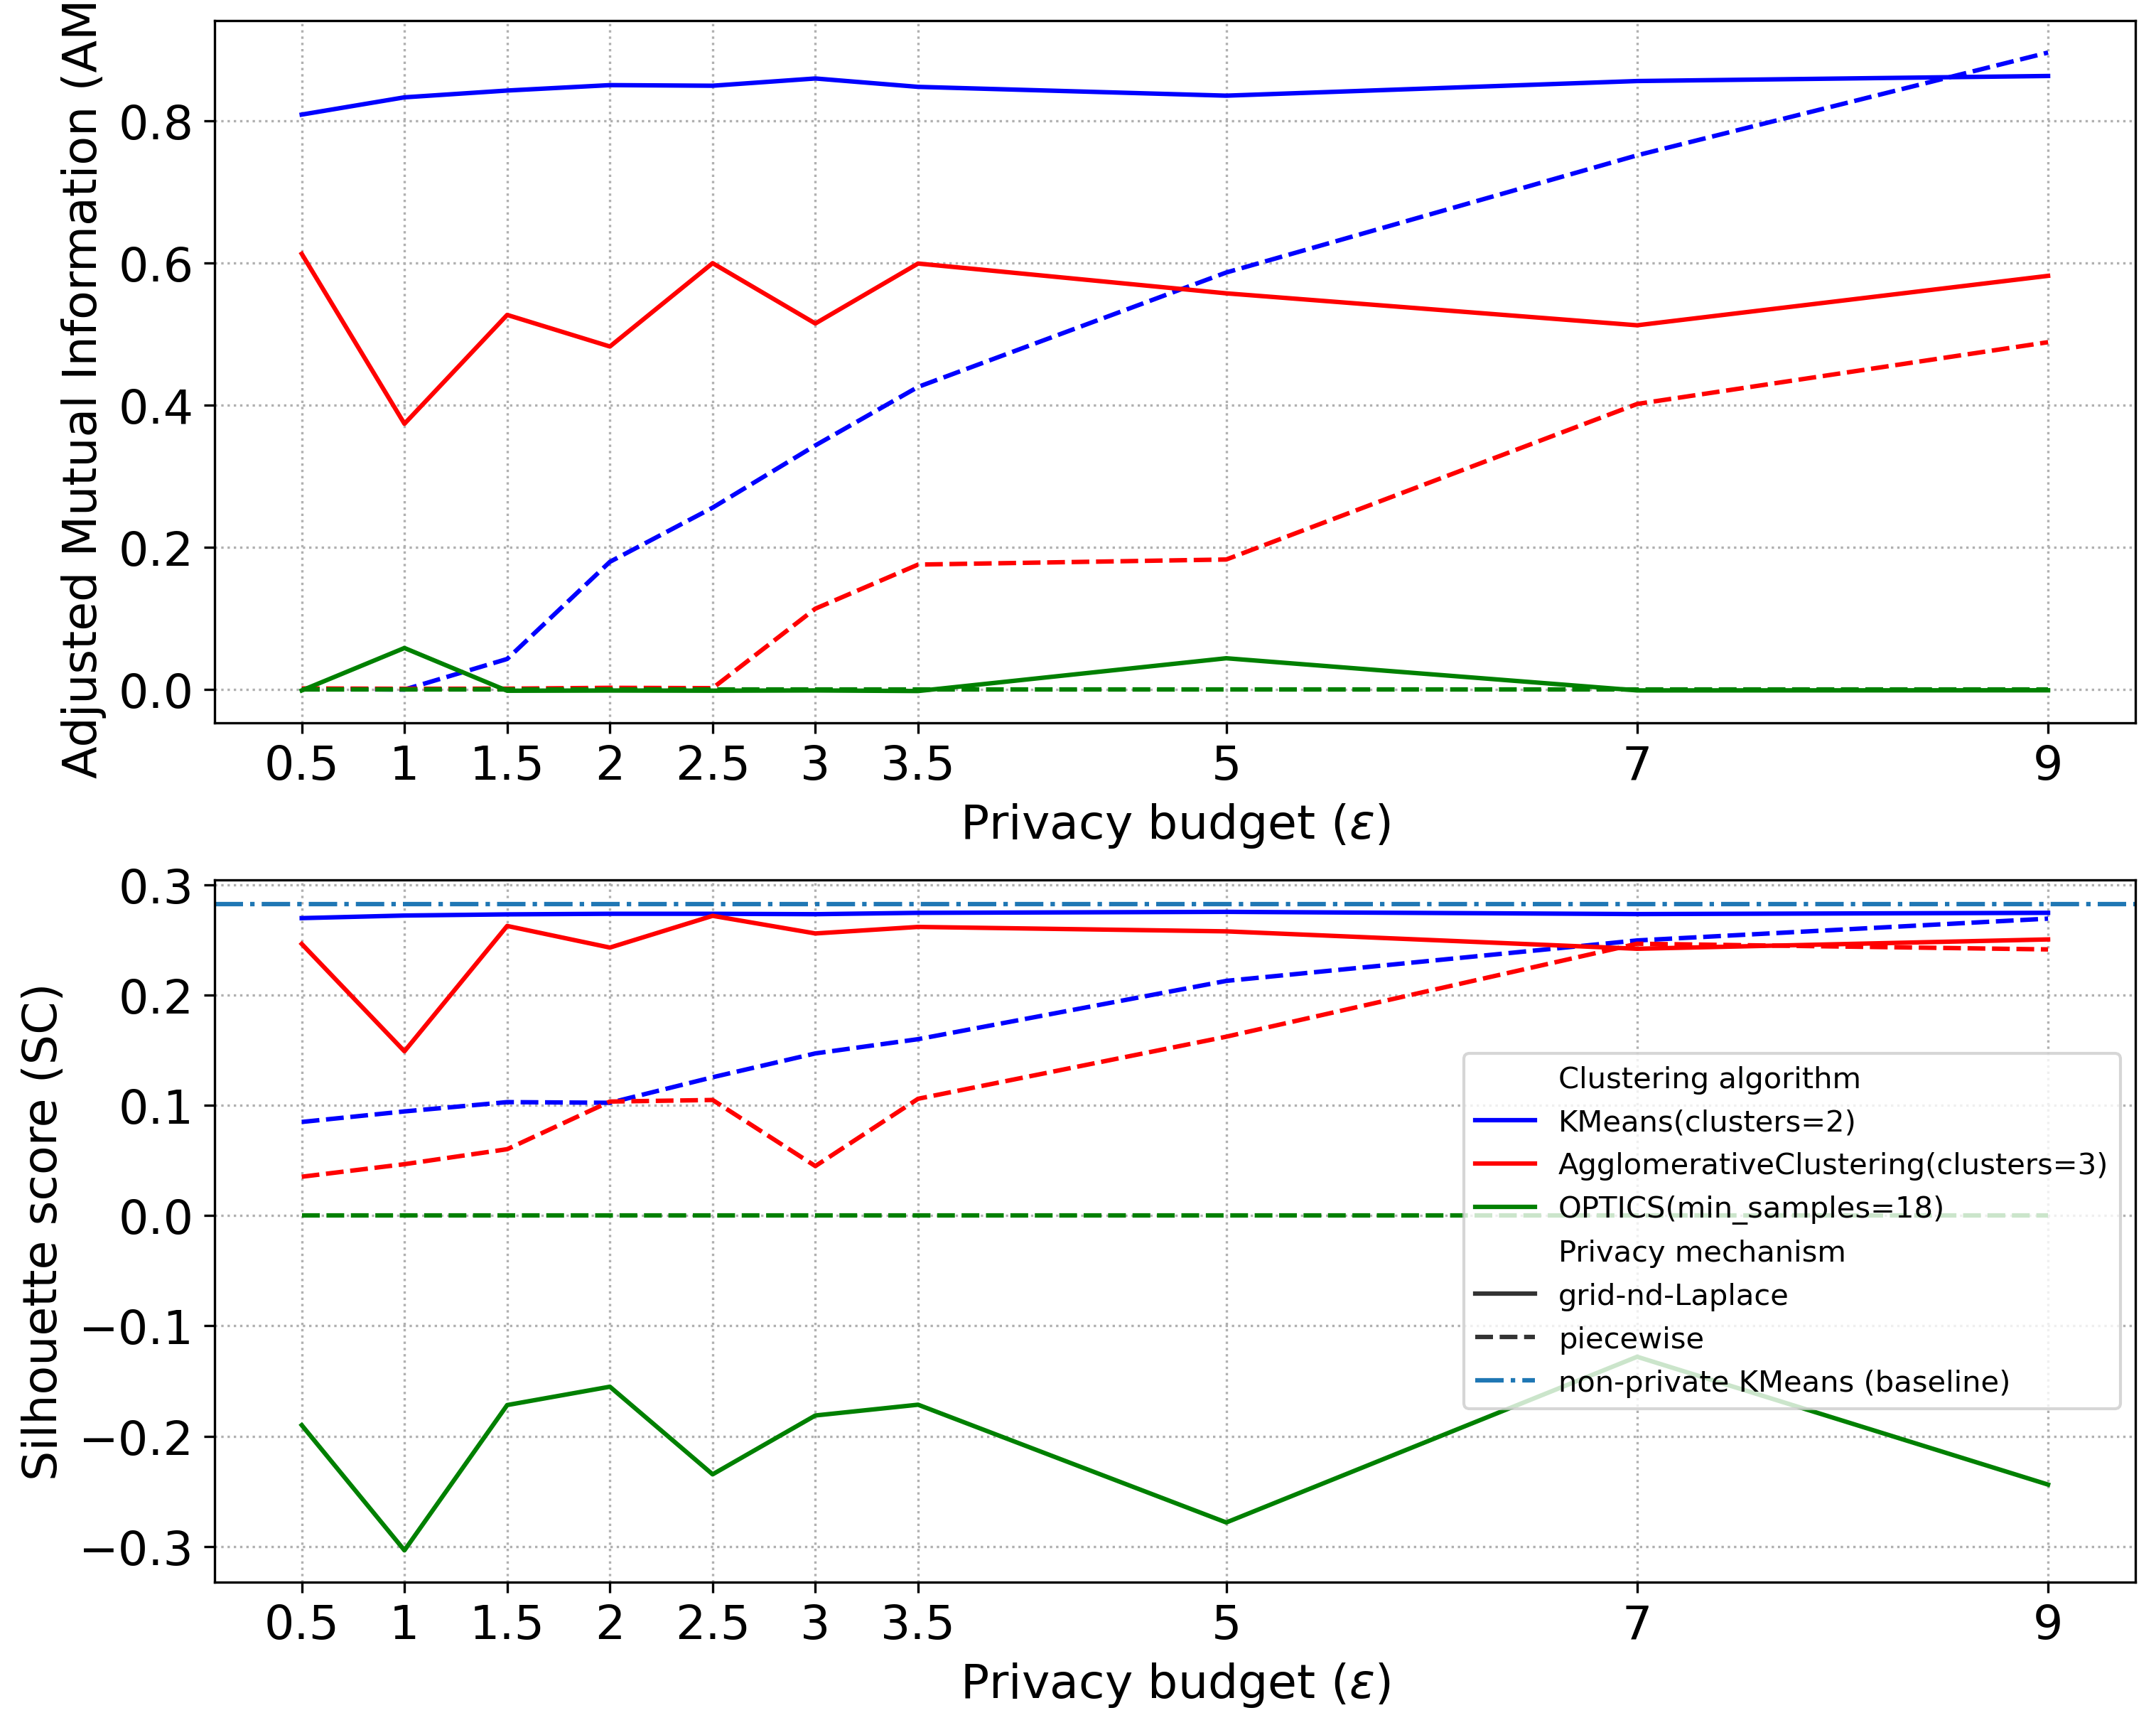 Adjusted Mutual Information (AM
0.8
0.6
0.4
0.2
0.0
0.5 1 1.5 2 2.5 3 3.5 5 7 9
Privacy budget (ε)
Silhouette score (SC)
0.3
0.2
0.1
0.0
−0.1
−0.2
−0.3
Clustering algorithm
KMeans(clusters=2)
AgglomerativeClustering(clusters=3)
OPTICS(min_samples=18)
Privacy mechanism
grid-nd-Laplace
piecewise
non-private KMeans (baseline)
0.5 1 1.5 2 2.5 3 3.5 5 7 9
Privacy budget (ε)